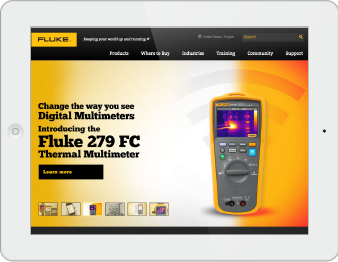 FLUKE.
Keeping your world up and running.®
United States - English
Search
Products Where to Buy Industries Training Community Support
Change the way you see
Digital Multimeters
Introducing the
Fluke 279 FC
Thermal Multimeter
Learn more